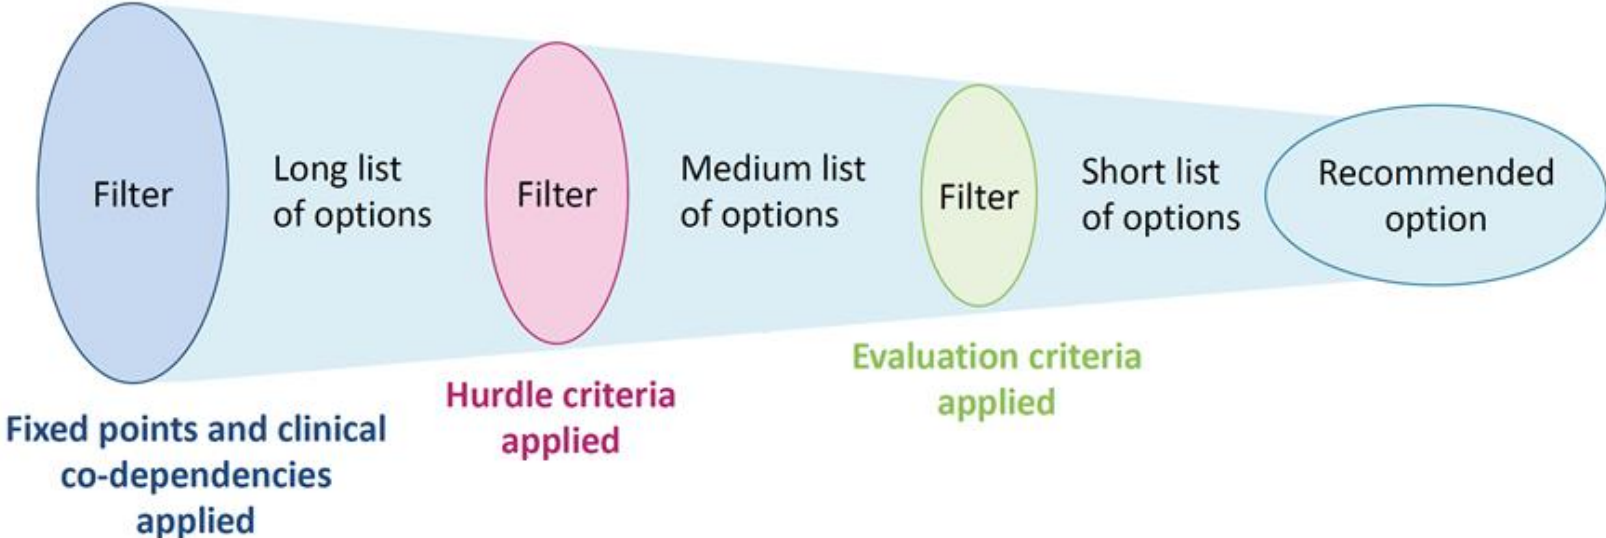 Filter
Long list
of options
Filter
Medium list
of options
Filter
Short list
of options
Recommended
option
Fixed points and clinical
co-dependencies
applied
Hurdle criteria
applied
Evaluation criteria
applied